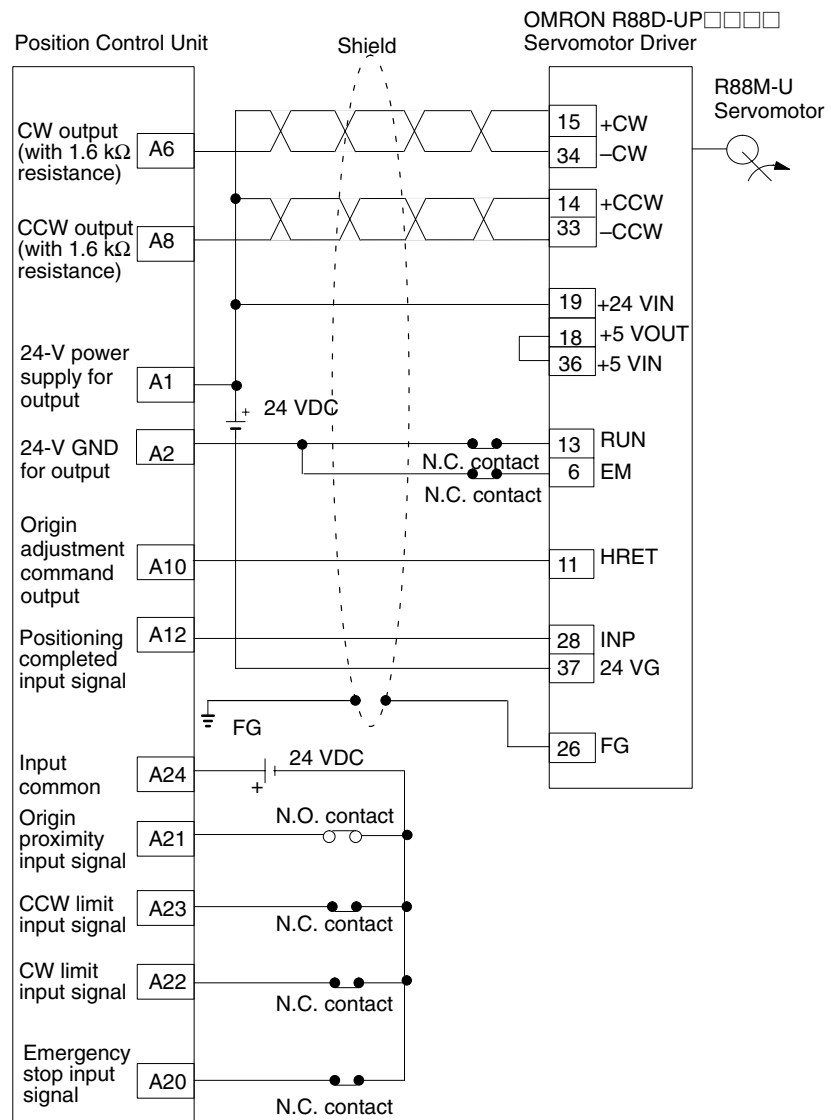 OMRON R88D-UP□□□□
Servomotor Driver
Position Control Unit
Shield
R88M-U
Servomotor
CW output
(with 1.6 kΩ
resistance)
A6
15 +CW
34 –CW
CCW output
(with 1.6 kΩ
resistance)
A8
14 +CCW
33 –CCW
19 +24 VIN
18 +5 VOUT
36 +5 VIN
24-V power
supply for
output
A1
+ 24 VDC
24-V GND
for output
A2
N.C. contact
13 RUN
N.C. contact
6 EM
Origin
adjustment
command
output
A10
11 HRET
Positioning
completed
input signal
A12
28 INP
37 24 VG
FG
26 FG
Input
common
A24
24 VDC
+
Origin
proximity
input signal
A21
N.O. contact
CCW limit
input signal
A23
N.C. contact
CW limit
input signal
A22
N.C. contact
Emergency
stop input
signal
A20
N.C. contact